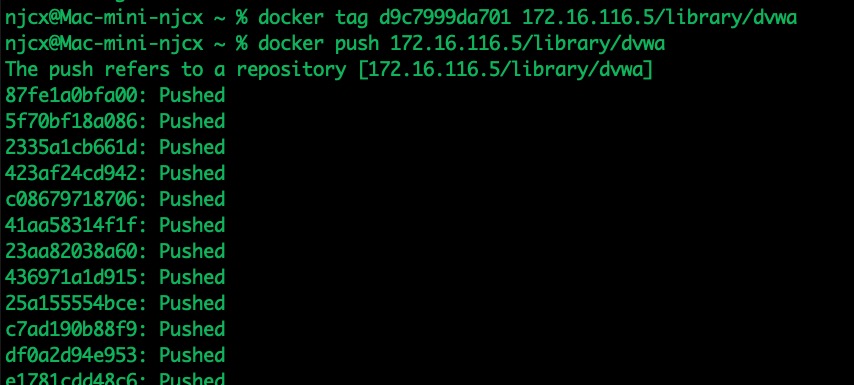 njcx@Mac-mini-njcx ~ % docker tag d9c7999da701 172.16.116.5/library/dvwa
njcx@Mac-mini-njcx ~ % docker push 172.16.116.5/library/dvwa
The push refers to a repository [172.16.116.5/library/dvwa]
87fe1a0bfa00: Pushed
5f70bf18a086: Pushed
2335a1cb661d: Pushed
423af24cd942: Pushed
c08679718706: Pushed
41aa58314f1f: Pushed
23aa82038a60: Pushed
436971a1d915: Pushed
25a155554bce: Pushed
c7ad190b88f9: Pushed
df0a2d94e953: Pushed
e1781cdd48c6: Pushed